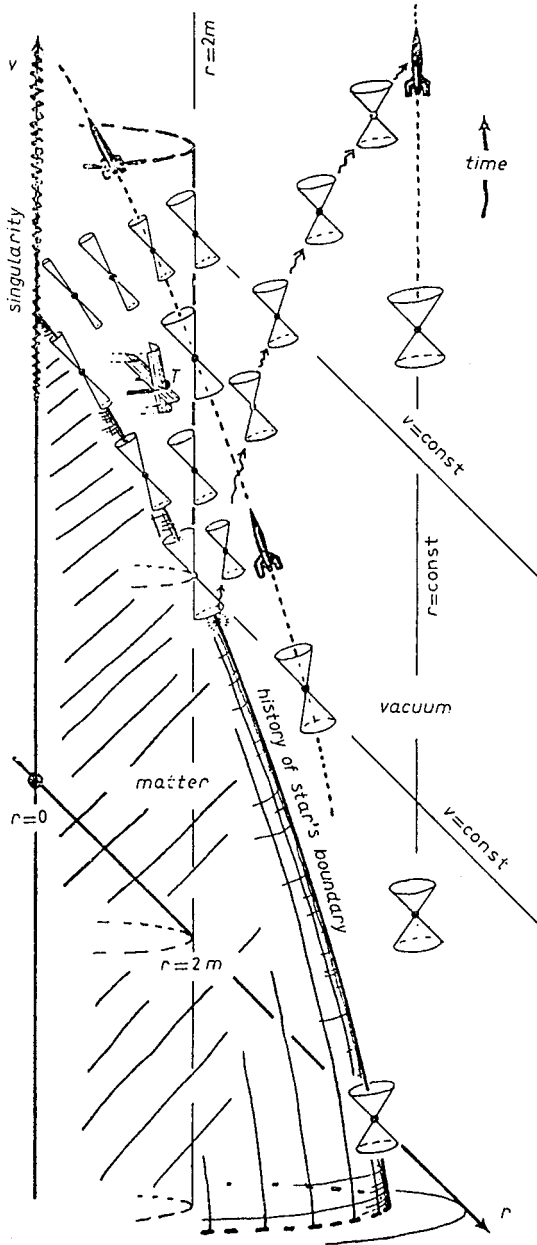 v
r=2m
time
singularity
T
v=const
r=const
history of star's boundary
vacuum
matter
r=0
v=const
r=2m
r